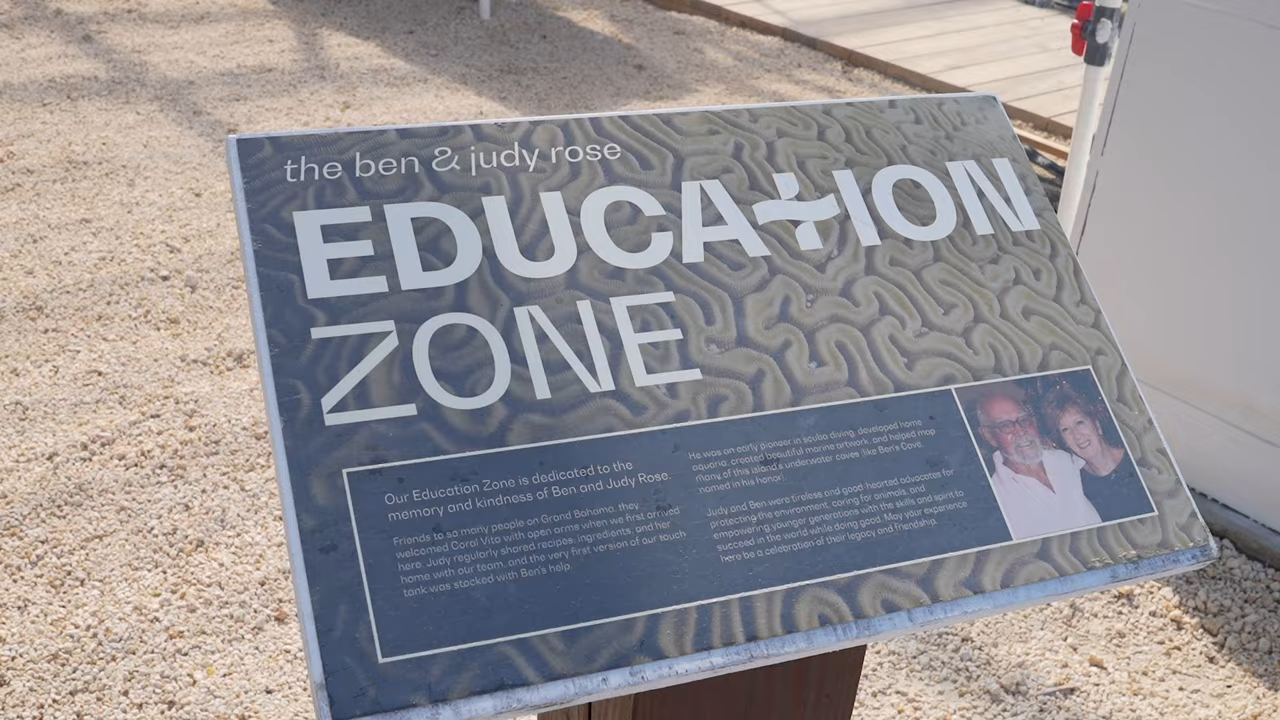 the ben & judy rose
EDUCATION
ZONE
Our Education Zone is dedicated to the
memory and kindness of Ben and Judy Rose.
Friends to so many people on Grand Bahama, they
welcomed Coral Vita with open arms when we first arrived
here. Judy regularly shared recipes, ingredients, and her
home with our team, and the very first version of our touch
tank was stocked with Ben's help.
He was an early pioneer in scuba diving, developed home
aquaria, created beautiful marine artwork, and helped map
many of this island's underwater caves (like Ben's Cave,
named in his honor).
Judy and Ben were tireless and good-hearted advocates for
protecting the environment, caring for animals, and
empowering younger generations with the skills and spirit to
succeed in the world while doing good. May your experience
here be a celebration of their legacy and friendship.